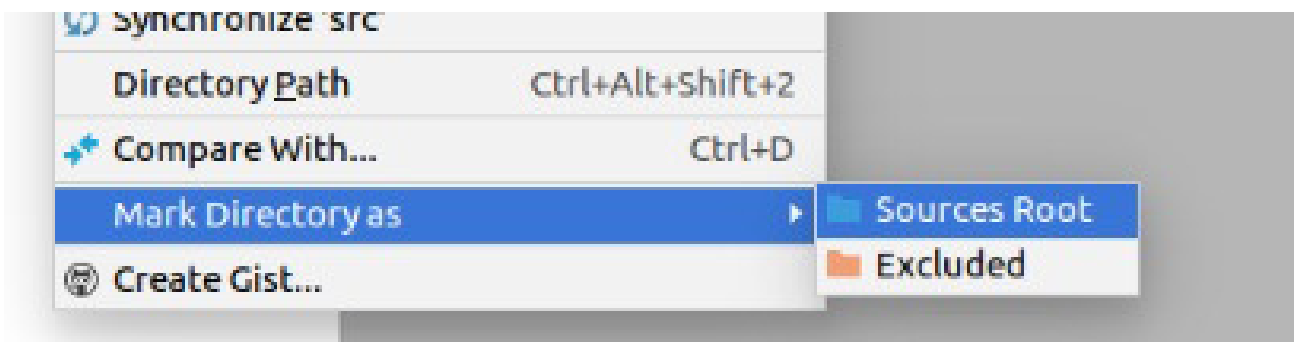 Synchronize 'src'
Directory Path Ctrl+Alt+Shift+2
Compare With... Ctrl+D
Mark Directory as Sources Root
Excluded
Create Gist...